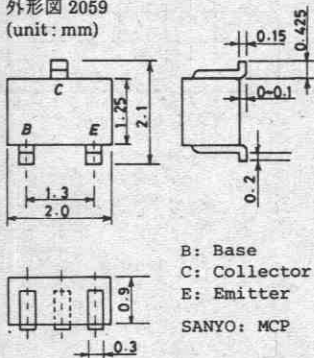 外形図 2059
(unit : mm)
0.15
0.425
C
1.25
2.1
0~0.1
B
E
1.3
2.0
0.2
B: Base
C: Collector
E: Emitter
0.9
SANYO: MCP
0.3